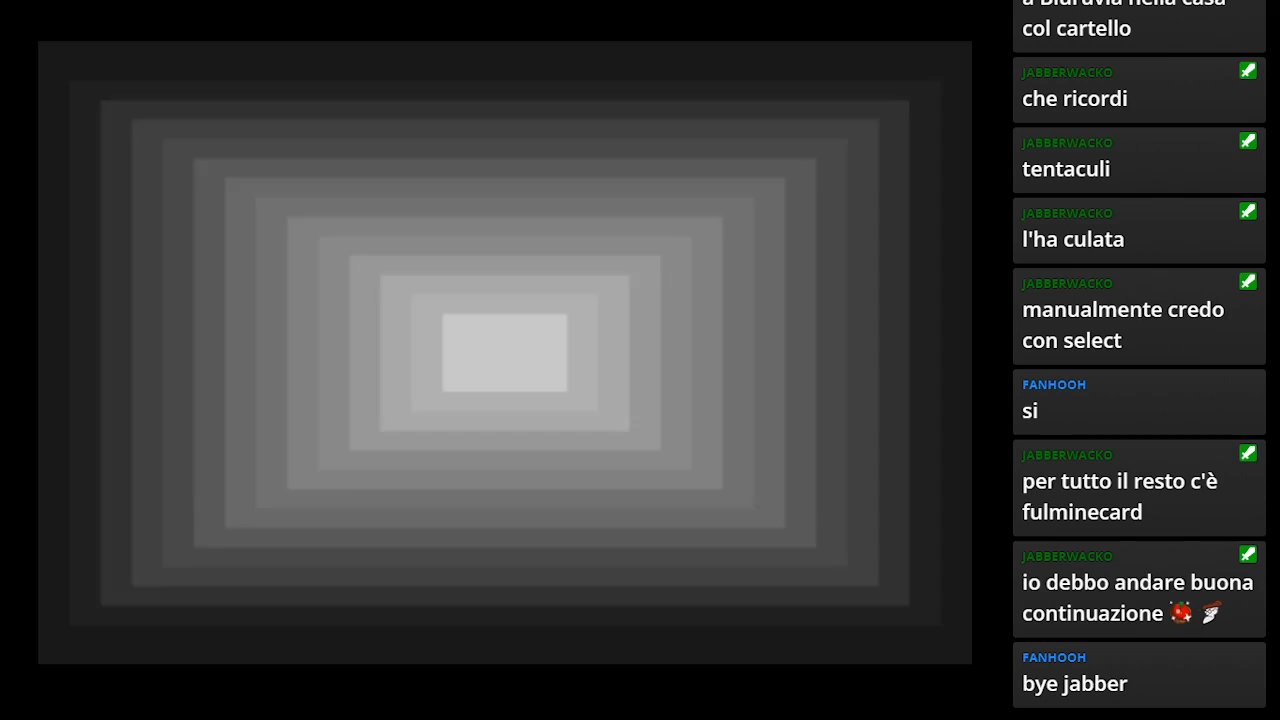 col cartello
JABBERWACKO
che ricordi
JABBERWACKO
tentaculi
JABBERWACKO
l'ha culata
JABBERWACKO
manualmente credo
con select
FANHOOH
si
JABBERWACKO
per tutto il resto c'è
fulminecard
JABBERWACKO
io debbo andare buona
continuazione
FANHOOH
bye jabber